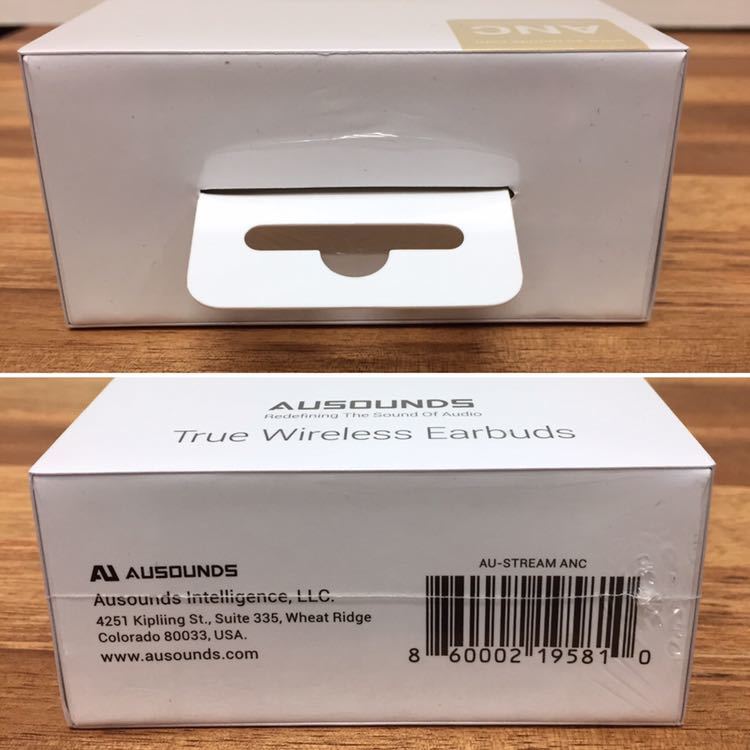 ANC
AUSOUNDS
Redefining The Sound Of Audio
True Wireless Earbuds
AUSOUNDS
Ausounds Intelligence, LLC.
4251 Kipliing St., Suite 335, Wheat Ridge
Colorado 80033, USA.
www.ausounds.com
AU-STREAM ANC
8 60002 19581 0